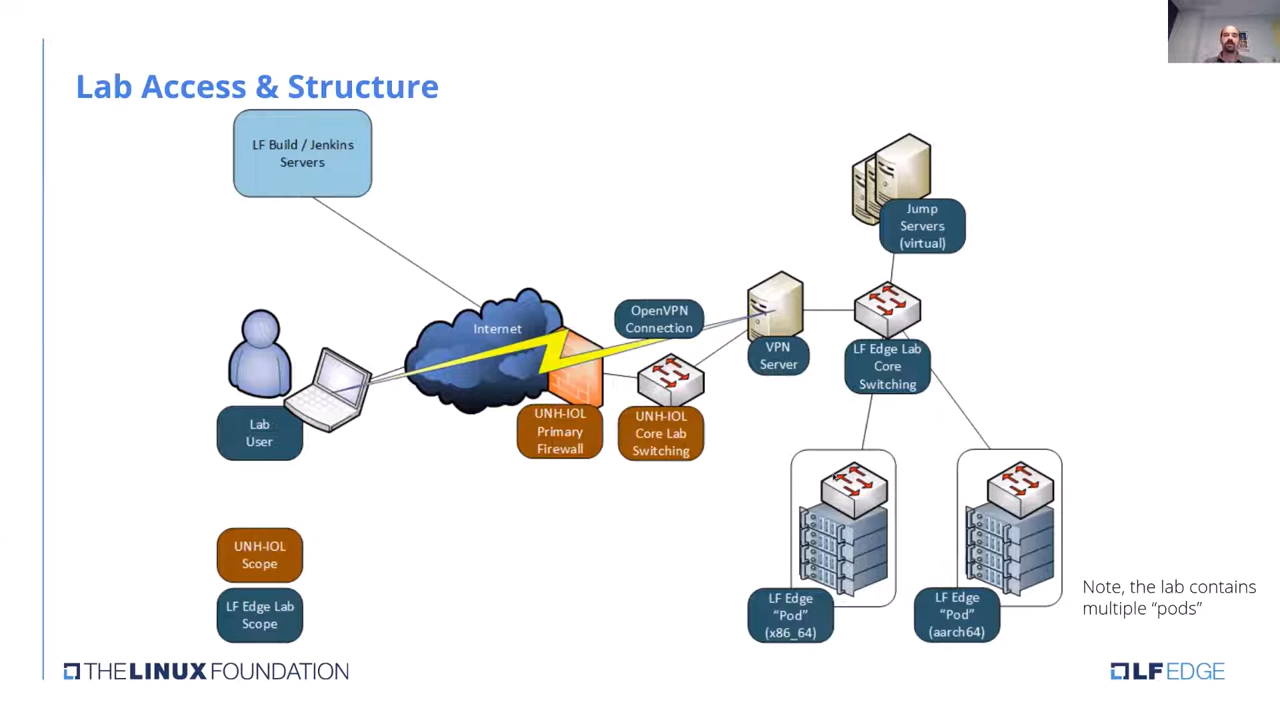 Lab Access & Structure
LF Build / Jenkins
Servers
Jump
Servers
(virtual)
OpenVPN
Connection
Internet
VPN
Server
LF Edge Lab
Core
Switching
Lab
User
UNH-IOL
Primary
Firewall
UNH-IOL
Core Lab
Switching
UNH-IOL
Scope
LF Edge Lab
Scope
LF Edge
“Pod”
(x86_64)
LF Edge
“Pod”
(aarch64)
Note, the lab contains
multiple “pods”
THE LINUX FOUNDATION
LF EDGE